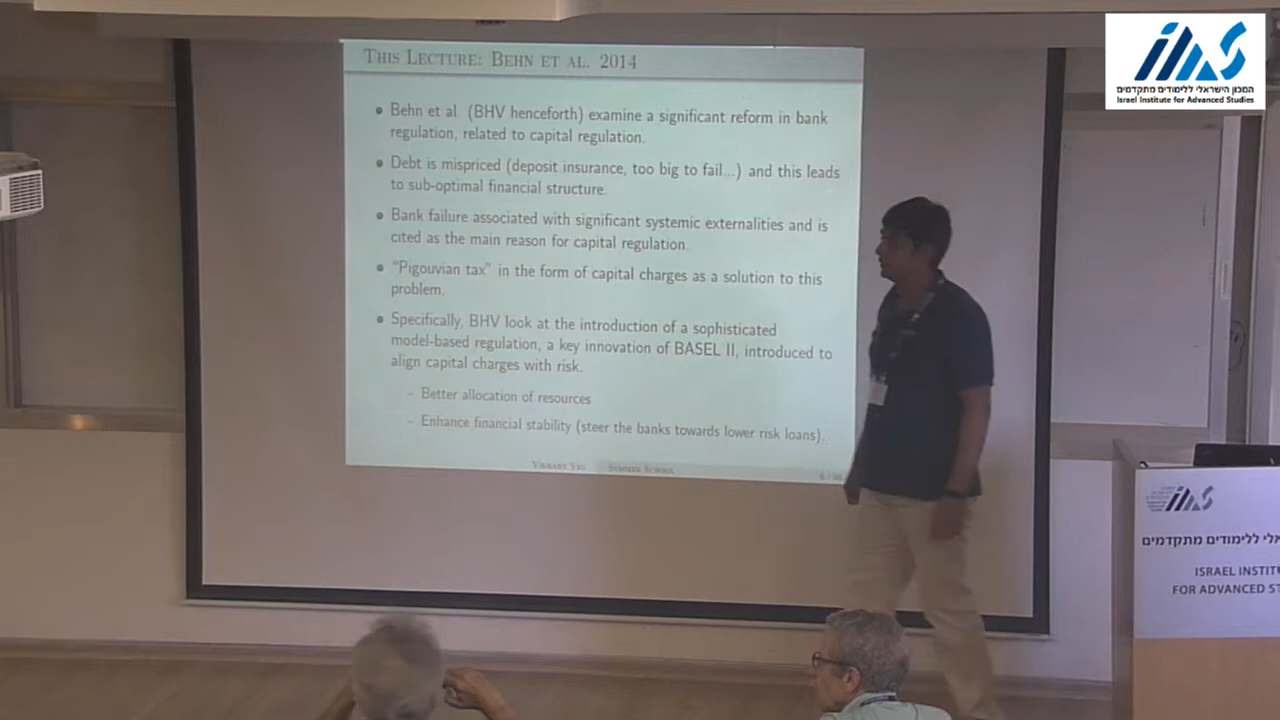 THIS LECTURE: BEHN ET AL. 2014
• Behn et al. (BHV henceforth) examine a significant reform in bank
regulation, related to capital regulation.
• Debt is mispriced (deposit insurance, too big to fail...) and this leads
to sub-optimal financial structure.
• Bank failure associated with significant systemic externalities and is
cited as the main reason for capital regulation.
• "Pigouvian tax" in the form of capital charges as a solution to this
problem.
• Specifically, BHV look at the introduction of a sophisticated
model-based regulation, a key innovation of BASEL II, introduced to
align capital charges with risk.
– Better allocation of resources
– Enhance financial stability (steer the banks towards lower risk loans).
SUMMER SCHOOL
המכון הישראלי ללימודים מתקדמים
Israel Institute for Advanced Studies
ללימודים מתקדמים
ISRAEL
FOR ADVANCED